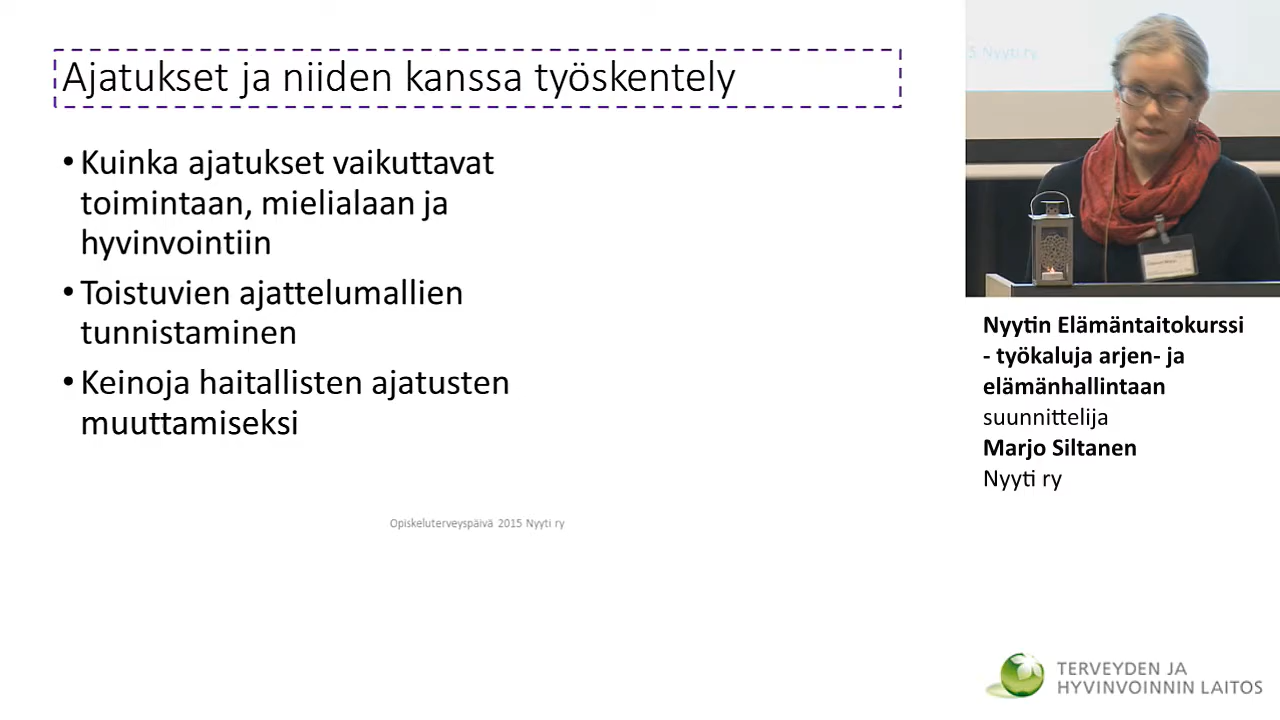 Ajatukset ja niiden kanssa työskentely
• Kuinka ajatukset vaikuttavat
toimintaan, mielialaan ja
hyvinvointiin
• Toistuvien ajattelumallien
tunnistaminen
• Keinoja haitallisten ajatusten
muuttamiseksi
Opiskeluterveyspäivä 2015 Nyyti ry
Nyyti ry
Nyytin Elämäntaitokurssi
- työkaluja arjen- ja
elämänhallintaan
suunnittelija
Marjo Siltanen
Nyyti ry
TERVEYDEN JA
HYVINVOINNIN LAITOS